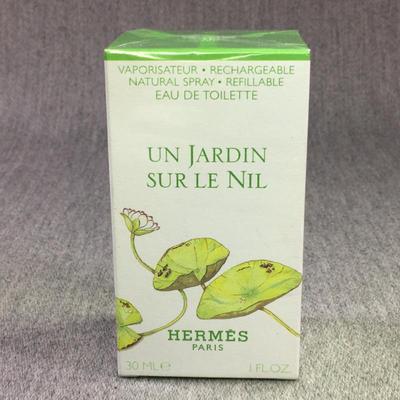 VAPORISATEUR • RECHARGEABLE
NATURAL SPRAY • REFILLABLE
EAU DE TOILETTE
UN JARDIN
SUR LE NIL
HERMÈS
PARIS
30 ML ℮ 1 FL.OZ.